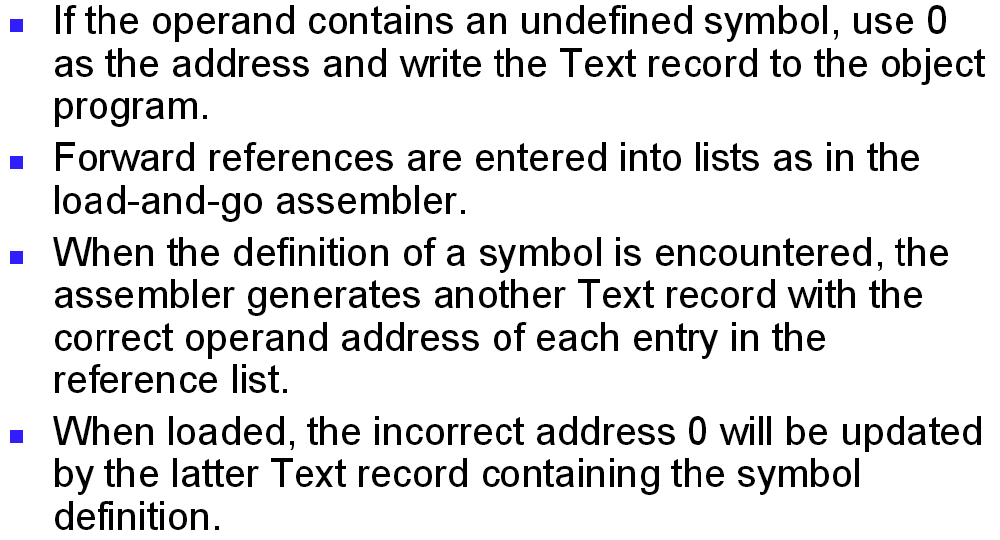 If the operand contains an undefined symbol, use 0
as the address and write the Text record to the object
program.
Forward references are entered into lists as in the
load-and-go assembler.
When the definition of a symbol is encountered, the
assembler generates another Text record with the
correct operand address of each entry in the
reference list.
When loaded, the incorrect address 0 will be updated
by the latter Text record containing the symbol
definition.